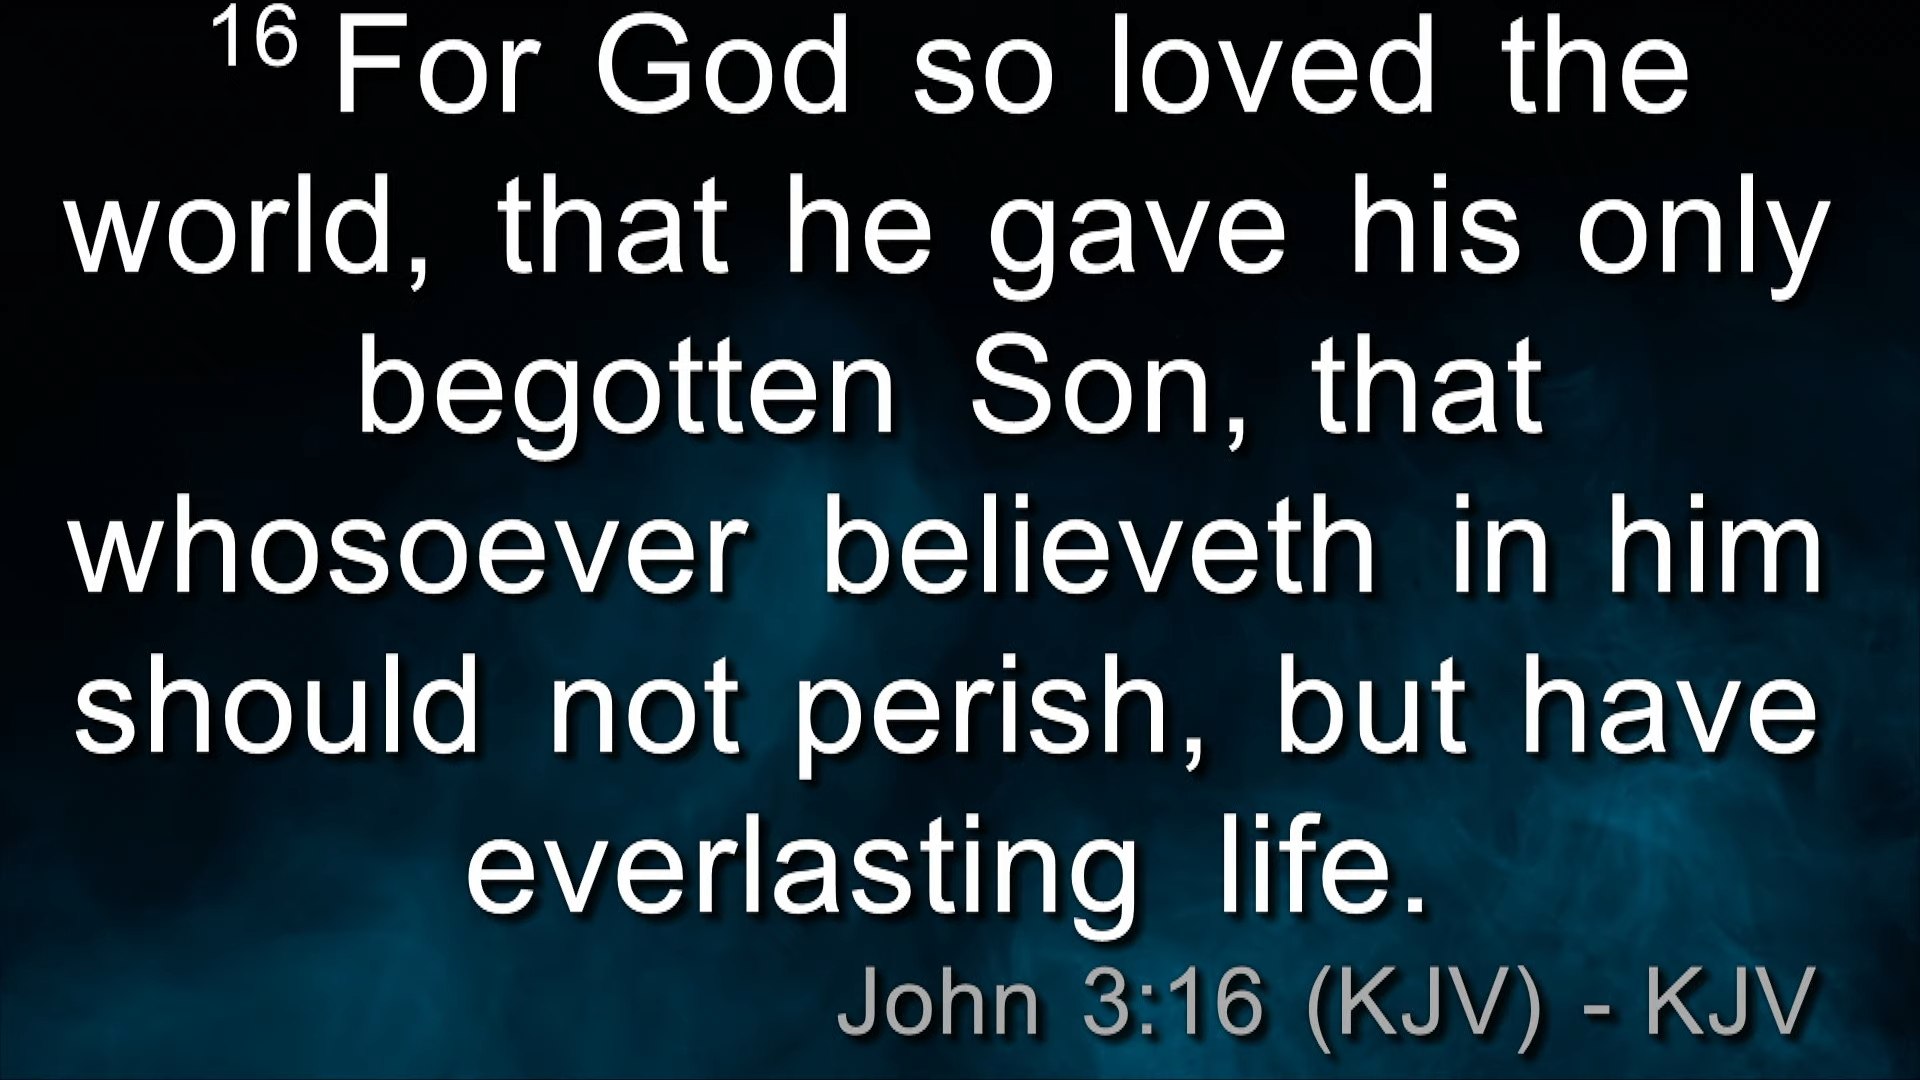 16 For God so loved the
world, that he gave his only
begotten Son, that
whosoever believeth in him
should not perish, but have
everlasting life.
John 3:16 (KJV) - KJV